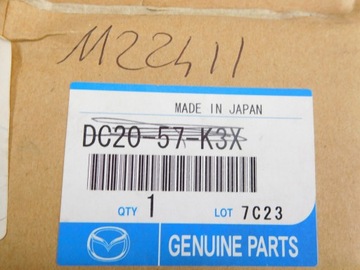 M22411
MADE IN JAPAN
DC20-57-K3X
QTY 1 LOT 7C23
GENUINE PARTS